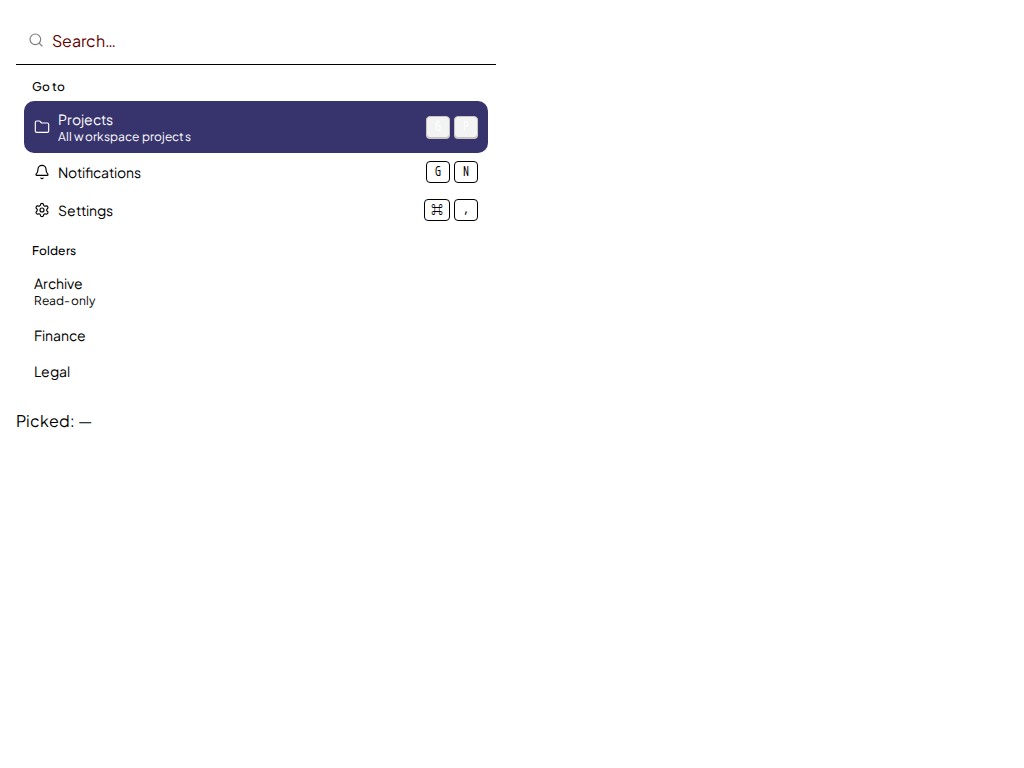 Search…
Go to
Projects
All workspace projects
Notifications G N
Settings ⌘ ,
Folders
Archive
Read-only
Finance
Legal
Picked: —